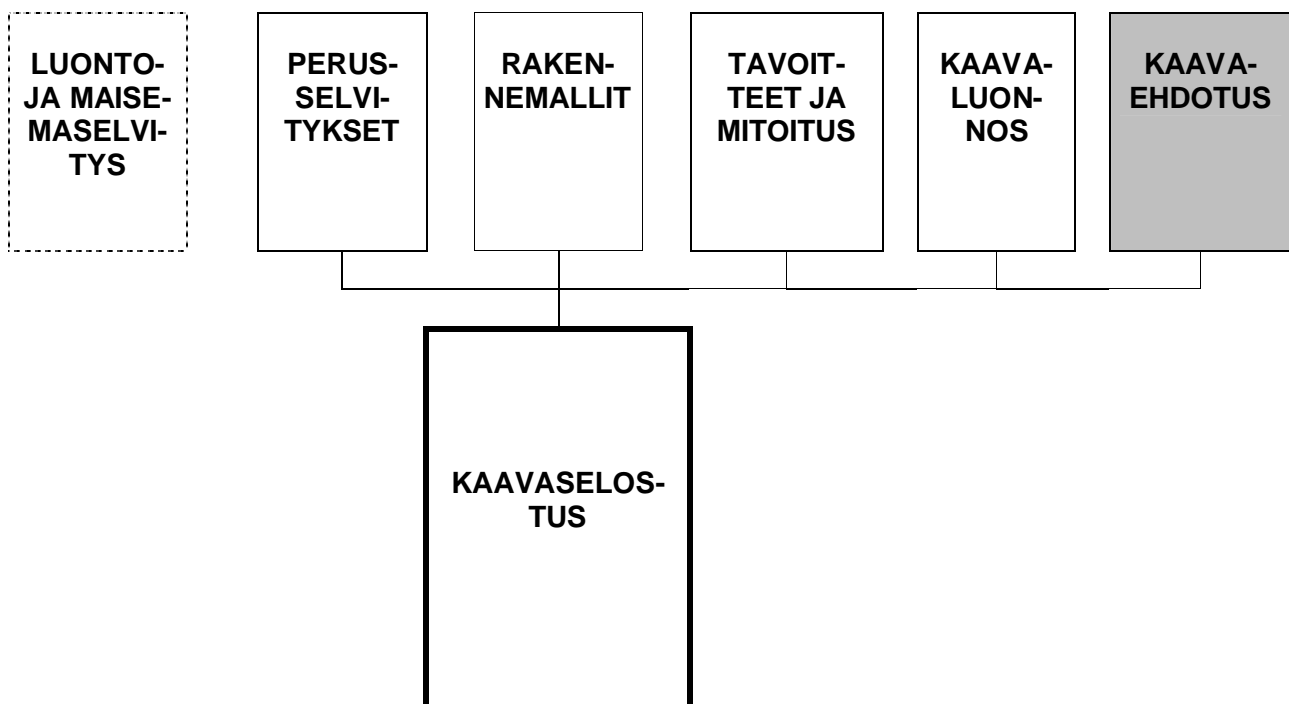 LUONTO-
JA MAISE-
MASELVI-
TYS
PERUS-
SELVI-
TYKSET
RAKEN-
NEMALLIT
TAVOIT-
TEET JA
MITOITUS
KAAVA-
LUON-
NOS
KAAVA-
EHDOTUS
KAAVASELOS-
TUS